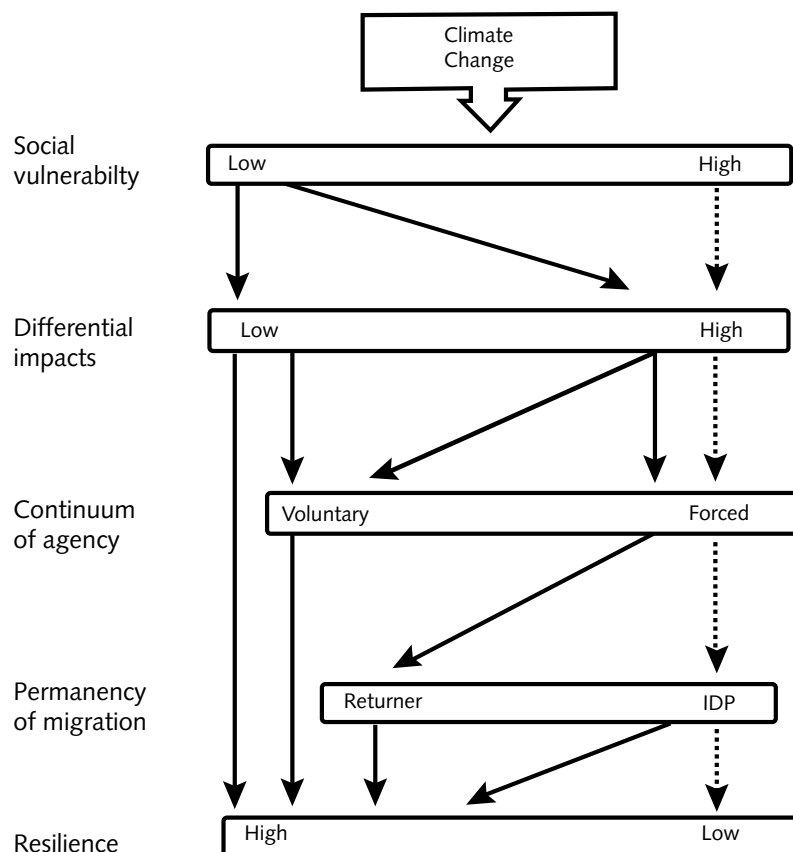 Climate
Change
Social
vulnerabilty
Low High
Differential
impacts
Low High
Continuum
of agency
Voluntary Forced
Permanency
of migration
Returner IDP
Resilience
High Low